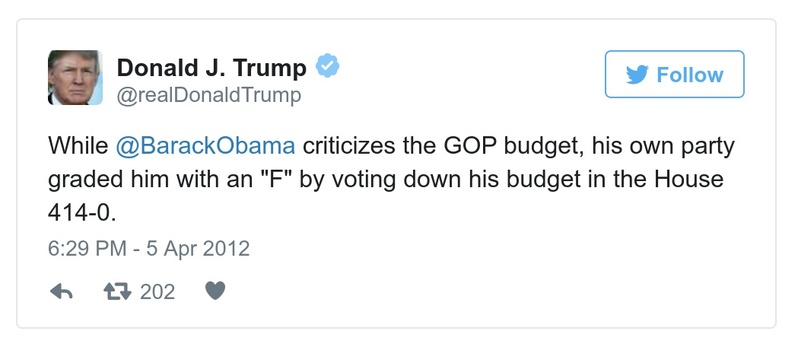 Donald J. Trump
Follow
@realDonaldTrump
While @BarackObama criticizes the GOP budget, his own party
graded him with an "F" by voting down his budget in the House
414-0.
6:29 PM - 5 Apr 2012
202